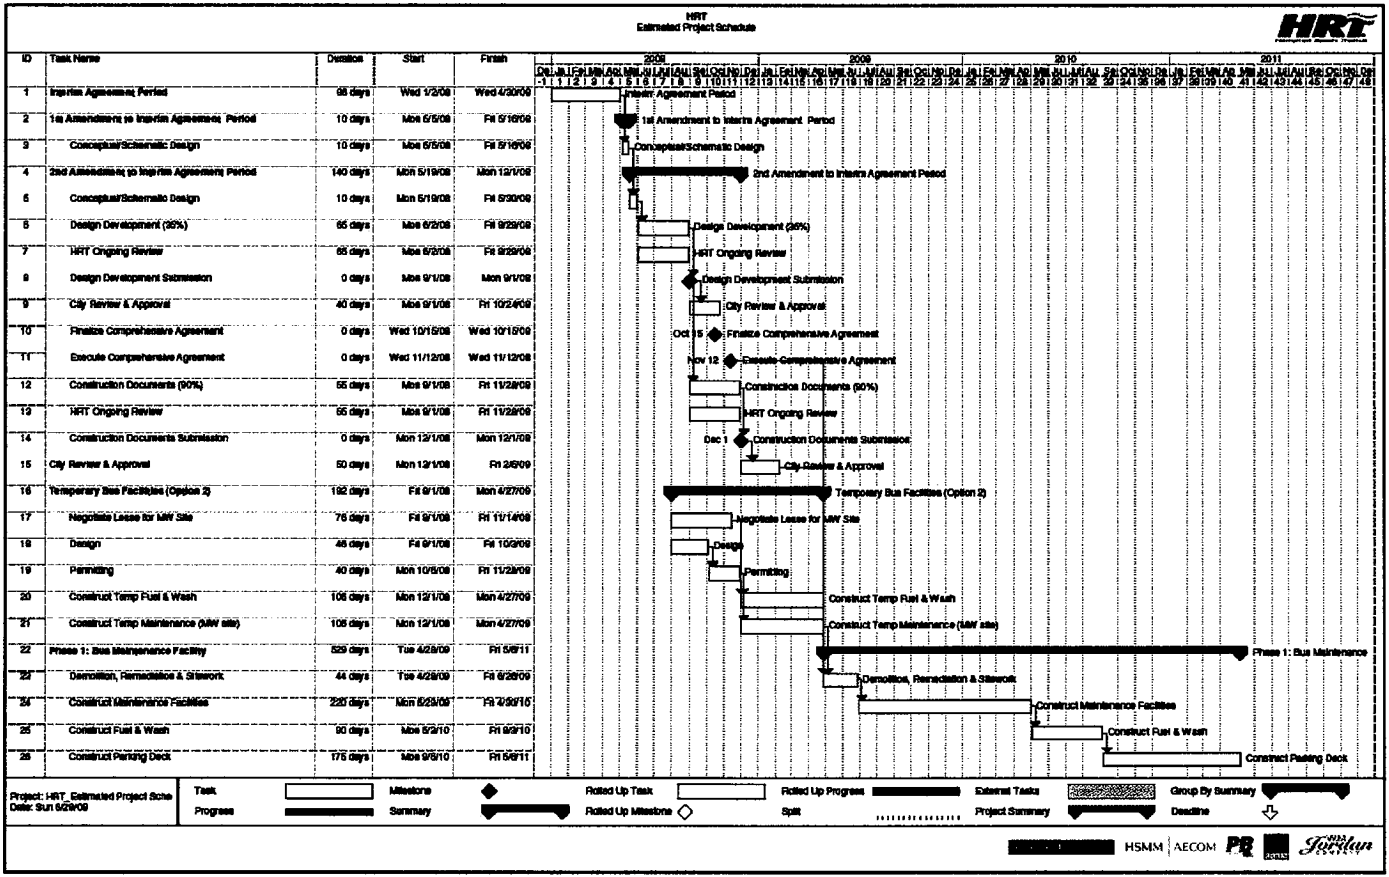 HRT
Estimated Project Schedule
HRT
ID Task Name Duration Start Finish 2008 2009 2010 2011
1 Interim Agreement Period 86 days Wed 1/2/08 Wed 4/30/08 Interim Agreement Period
2 1st Amendment to Interim Agreement Period 10 days Mon 5/5/08 Fri 5/16/08 1st Amendment to Interim Agreement Period
3 Conceptual/Schematic Design 10 days Mon 5/5/08 Fri 5/16/08 Conceptual/Schematic Design
4 2nd Amendment to Interim Agreement Period 140 days Mon 5/19/08 Mon 12/1/08 2nd Amendment to Interim Agreement Period
5 Conceptual/Schematic Design 10 days Mon 5/19/08 Fri 5/30/08
6 Design Development (35%) 65 days Mon 6/2/08 Fri 8/29/08 Design Development (35%)
7 HRT Ongoing Review 65 days Mon 6/2/08 Fri 8/29/08 HRT Ongoing Review
8 Design Development Submission 0 days Mon 9/1/08 Mon 9/1/08 Design Development Submission
9 City Review & Approval 40 days Mon 9/1/08 Fri 10/24/08 City Review & Approval
10 Finalize Comprehensive Agreement 0 days Wed 10/15/08 Wed 10/15/08 Oct 15 Finalize Comprehensive Agreement
11 Execute Comprehensive Agreement 0 days Wed 11/12/08 Wed 11/12/08 Nov 12 Execute Comprehensive Agreement
12 Construction Documents (90%) 65 days Mon 9/1/08 Fri 11/28/08 Construction Documents (90%)
13 HRT Ongoing Review 65 days Mon 9/1/08 Fri 11/28/08 HRT Ongoing Review
14 Construction Documents Submission 0 days Mon 12/1/08 Mon 12/1/08 Dec 1 Construction Documents Submission
15 City Review & Approval 50 days Mon 12/1/08 Fri 2/6/09 City Review & Approval
16 Temporary Bus Facilities (Option 2) 192 days Fri 8/1/08 Mon 4/27/09 Temporary Bus Facilities (Option 2)
17 Negotiate Lease for MW Site 76 days Fri 8/1/08 Fri 11/14/08 Negotiate Lease for MW Site
18 Design 46 days Fri 8/1/08 Fri 10/3/08 Design
19 Permitting 40 days Mon 10/6/08 Fri 11/28/08 Permitting
20 Construct Temp Fuel & Wash 106 days Mon 12/1/08 Mon 4/27/09 Construct Temp Fuel & Wash
21 Construct Temp Maintenance (MW site) 106 days Mon 12/1/08 Mon 4/27/09 Construct Temp Maintenance (MW site)
22 Phase 1: Bus Maintenance Facility 529 days Tue 4/28/09 Fri 5/6/11 Phase 1: Bus Maintenance
23 Demolition, Remediation & Sitework 44 days Tue 4/28/09 Fri 6/26/09 Demolition, Remediation & Sitework
24 Construct Maintenance Facilities 220 days Mon 6/29/09 Fri 4/30/10 Construct Maintenance Facilities
25 Construct Fuel & Wash 90 days Mon 5/3/10 Fri 9/3/10 Construct Fuel & Wash
26 Construct Parking Deck 175 days Mon 9/6/10 Fri 5/6/11 Construct Parking Deck
Project: HRT_Estimated Project Sche
Date: Sun 6/29/08
Task Milestone Rolled Up Task Rolled Up Progress External Tasks Group By Summary
Progress Summary Rolled Up Milestone Split Project Summary Deadline
HSMM AECOM PB Jordan